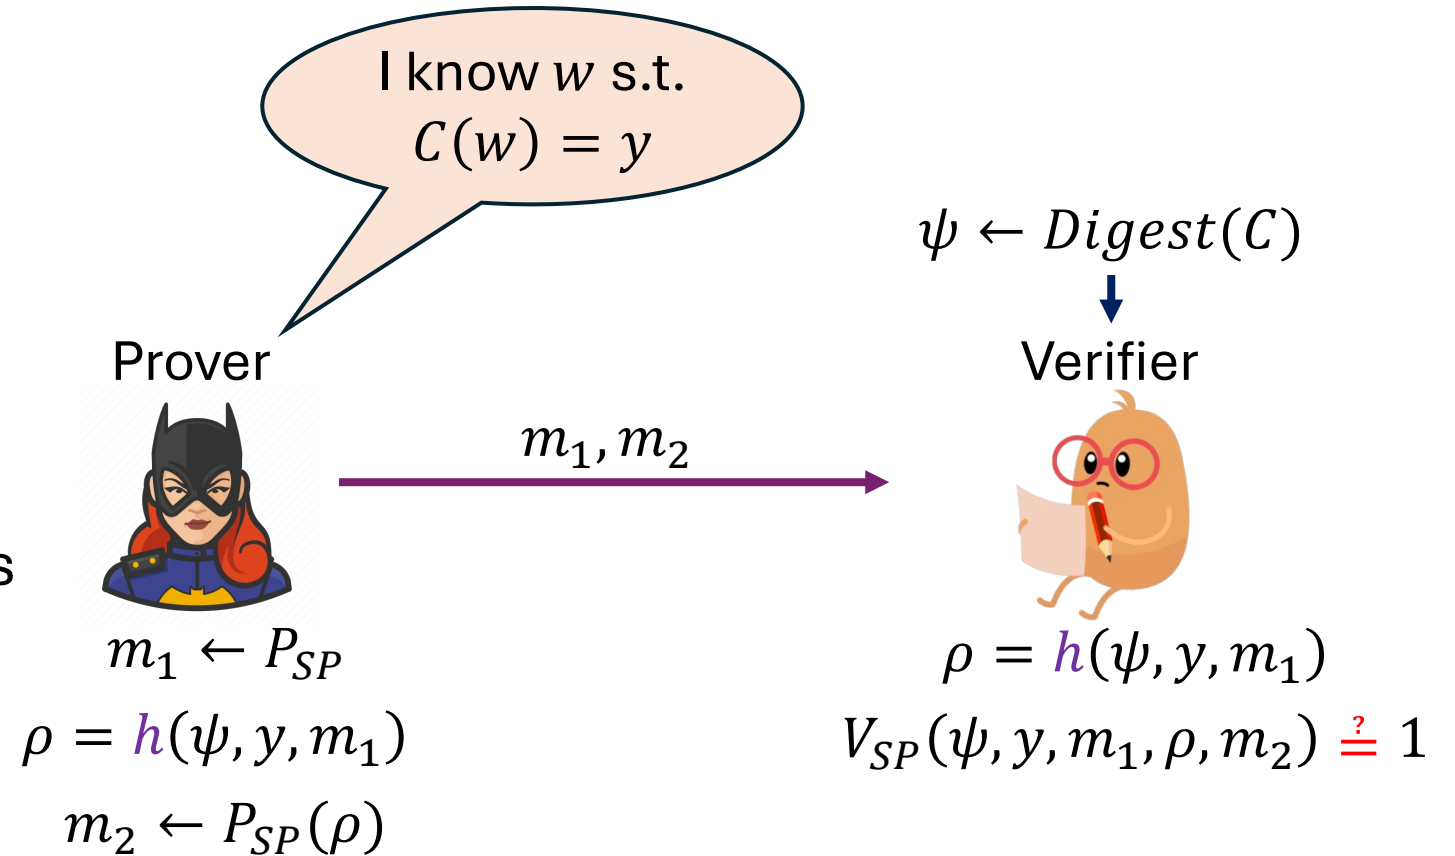 I know w s.t.
C(w) = y
ψ ← Digest(C)
Prover
Verifier
m₁, m₂
s
m₁ ← P_SP
ρ = h(ψ, y, m₁)
ρ = h(ψ, y, m₁)
V_SP(ψ, y, m₁, ρ, m₂) ≟ 1
m₂ ← P_SP(ρ)